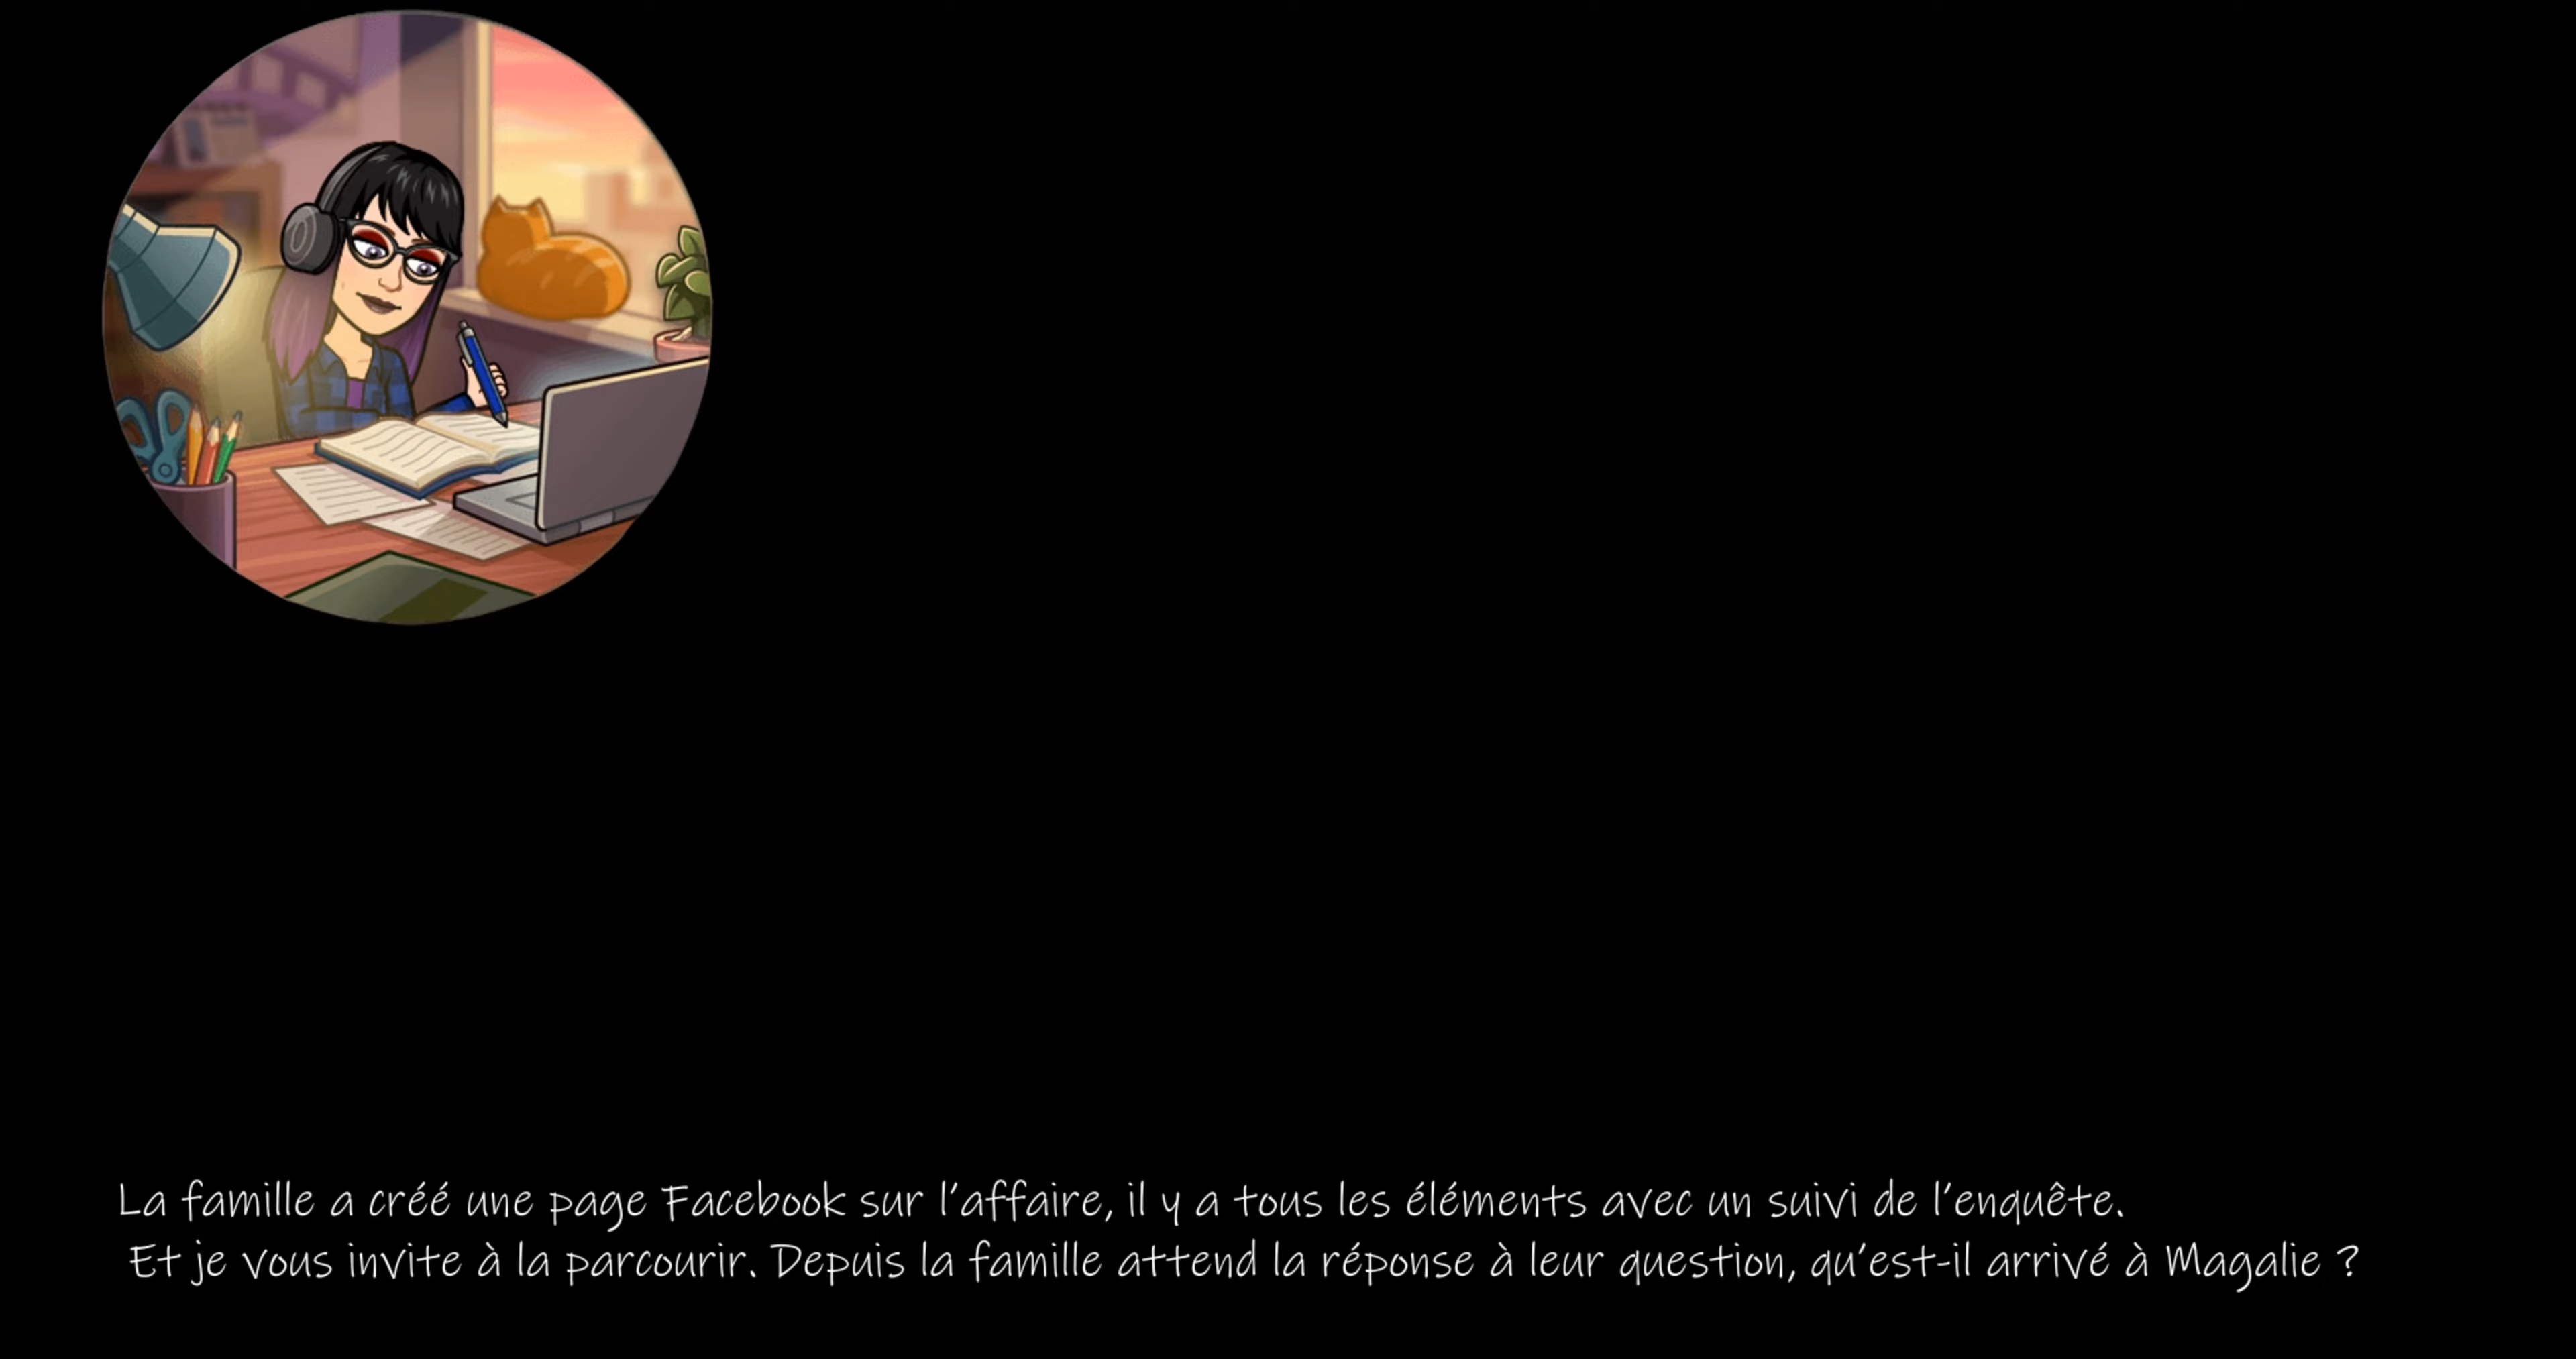 La famille a créé une page Facebook sur l'affaire, il y a tous les éléments avec un suivi de l'enquête.
Et je vous invite à la parcourir. Depuis la famille attend la réponse à leur question, qu'est-il arrivé à Magalie ?